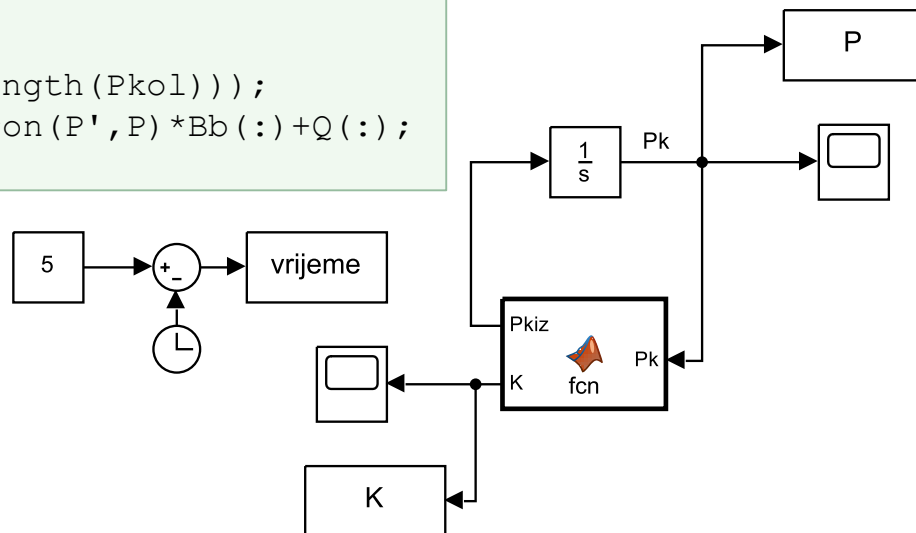 ngth(Pkol)));
on(P',P)*Bb(:)+Q(:);
P
1
s
Pk
5
+
-
vrijeme
Pkiz
K
Pk
fcn
K